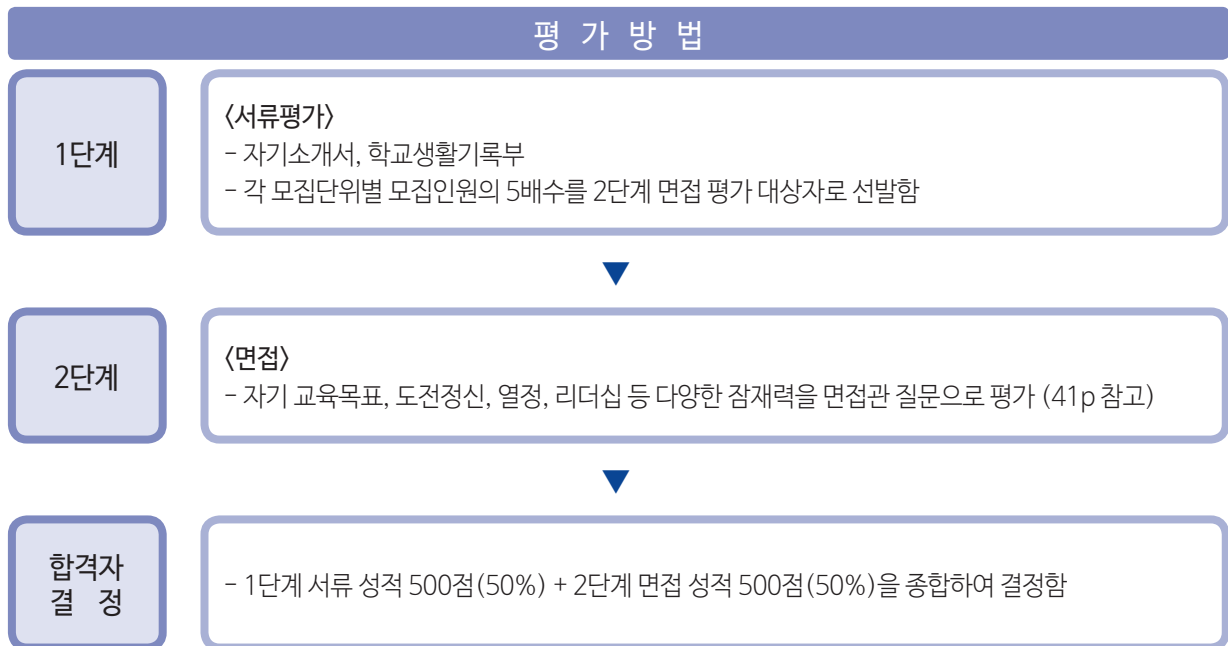 평 가 방 법
1단계
〈서류평가〉
- 자기소개서, 학교생활기록부
- 각 모집단위별 모집인원의 5배수를 2단계 면접 평가 대상자로 선발함
▼
2단계
〈면접〉
- 자기 교육목표, 도전정신, 열정, 리더십 등 다양한 잠재력을 면접관 질문으로 평가 (41p 참고)
▼
합격자
결 정
- 1단계 서류 성적 500점(50%) + 2단계 면접 성적 500점(50%)을 종합하여 결정함